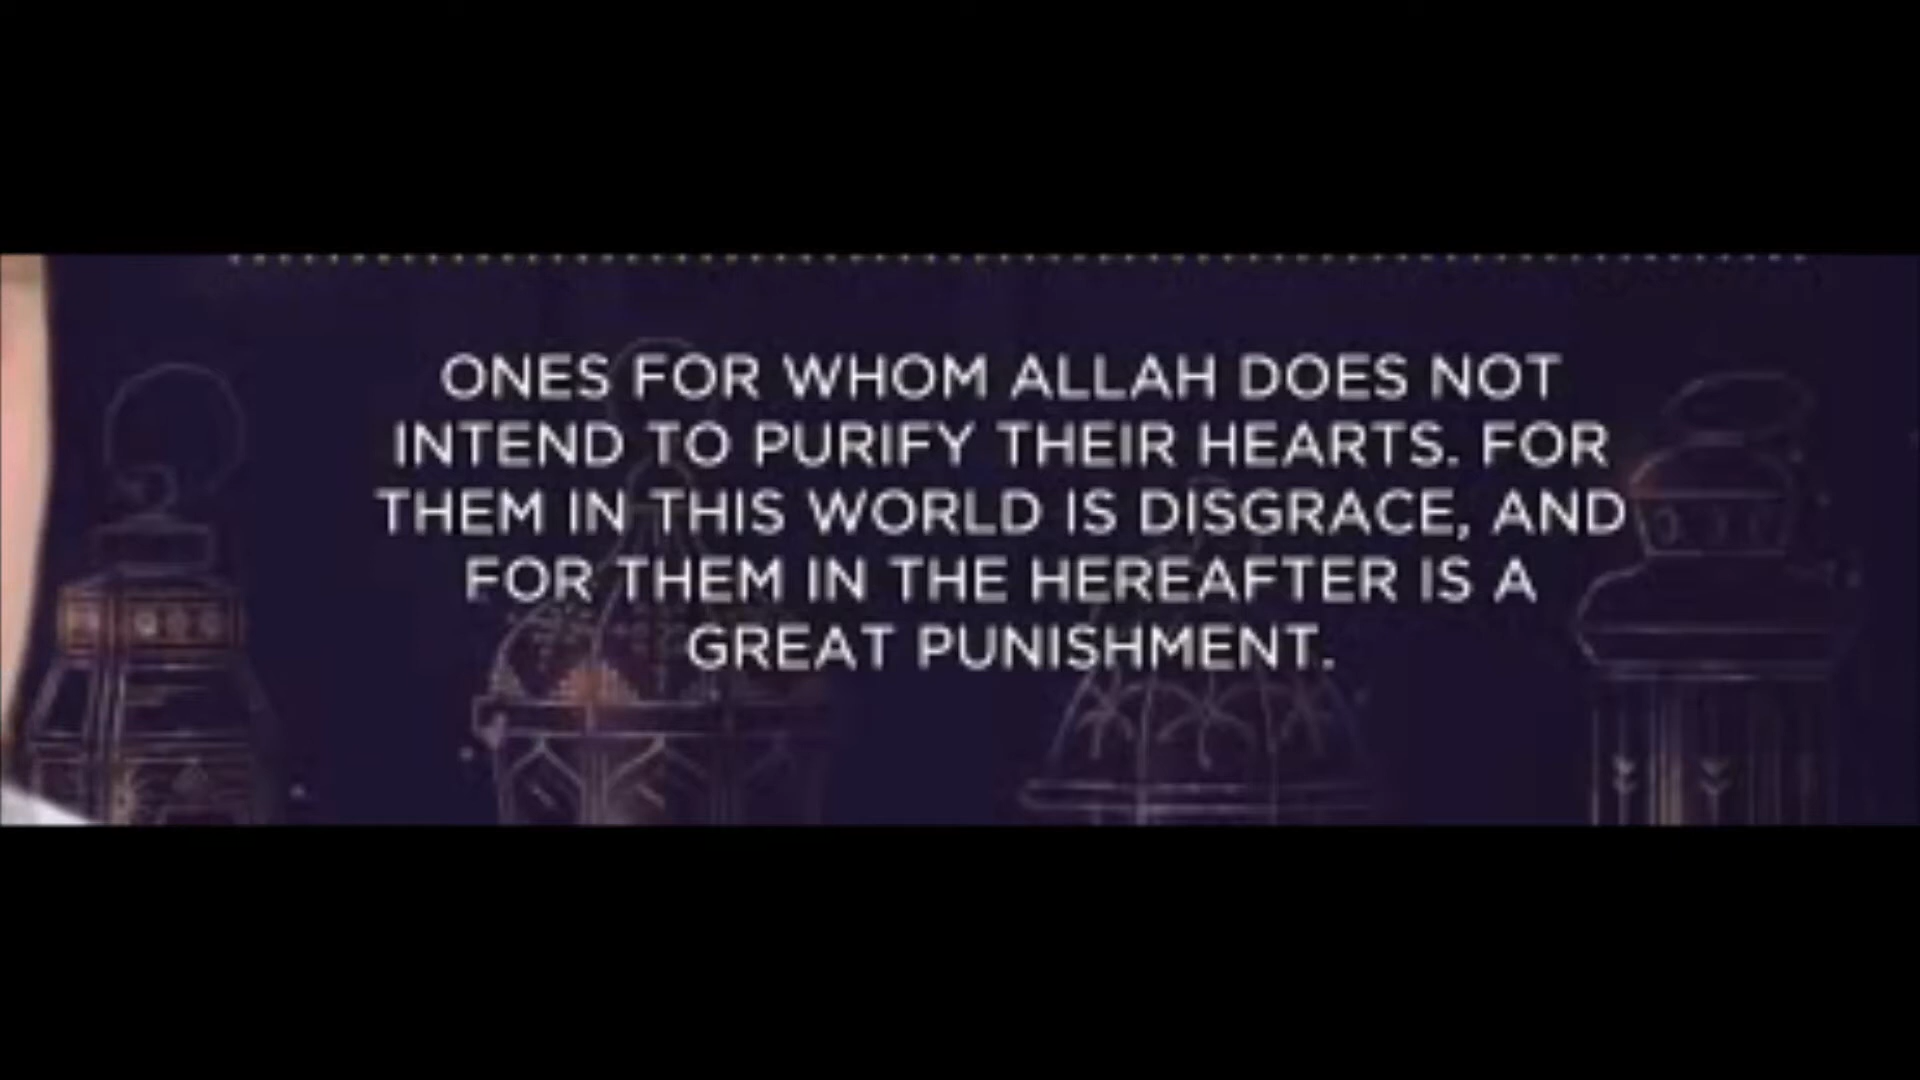 ONES FOR WHOM ALLAH DOES NOT
INTEND TO PURIFY THEIR HEARTS. FOR
THEM IN THIS WORLD IS DISGRACE, AND
FOR THEM IN THE HEREAFTER IS A
GREAT PUNISHMENT.